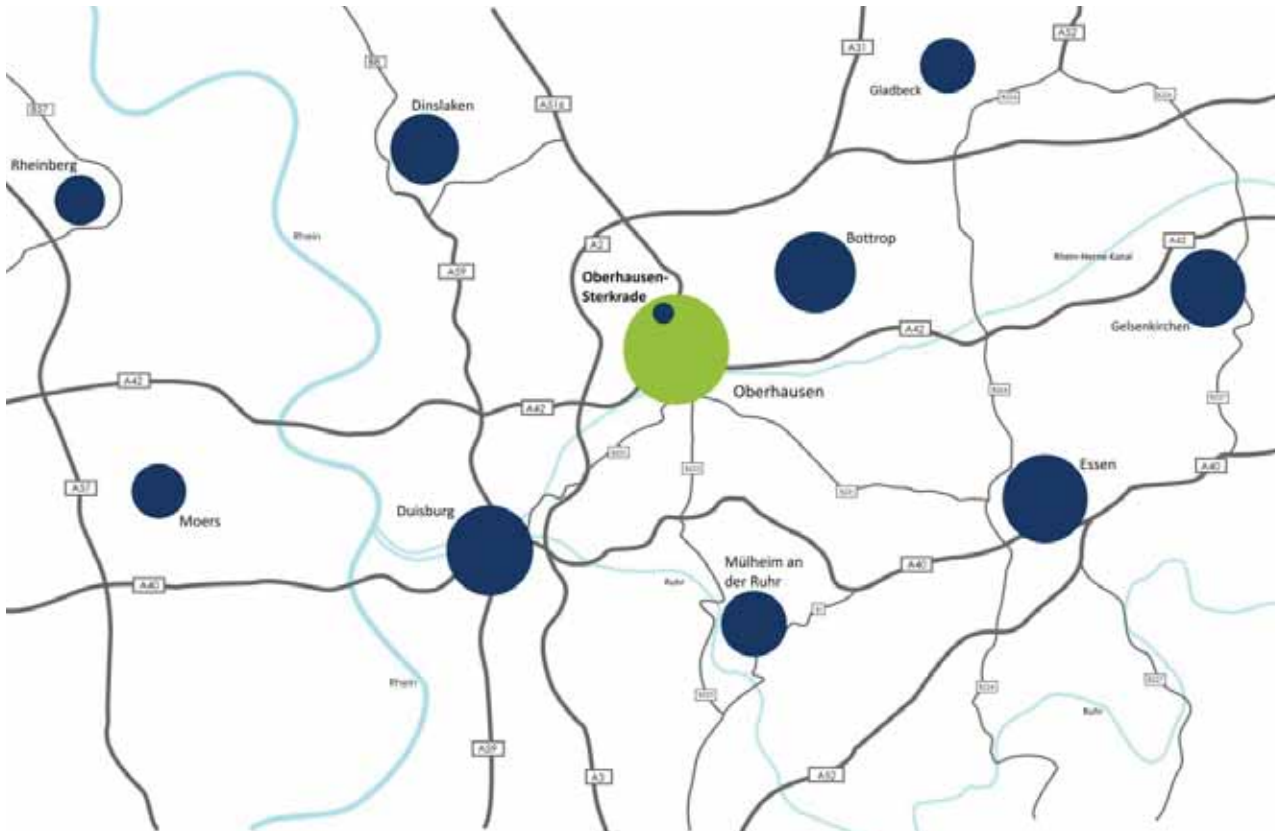 A52
A31
B57
B8
Gladbeck
A516
Dinslaken
Rheinberg
Rhein
A2
Bottrop
A42
Rhein-Herne-Kanal
A59
Oberhausen-
Sterkrade
Gelsenkirchen
A42
A42
Oberhausen
A42
Essen
A40
A57
Moers
Duisburg
Mülheim an
der Ruhr
A40
A40
Ruhr
Rhein
Ruhr
A59
A3
A52